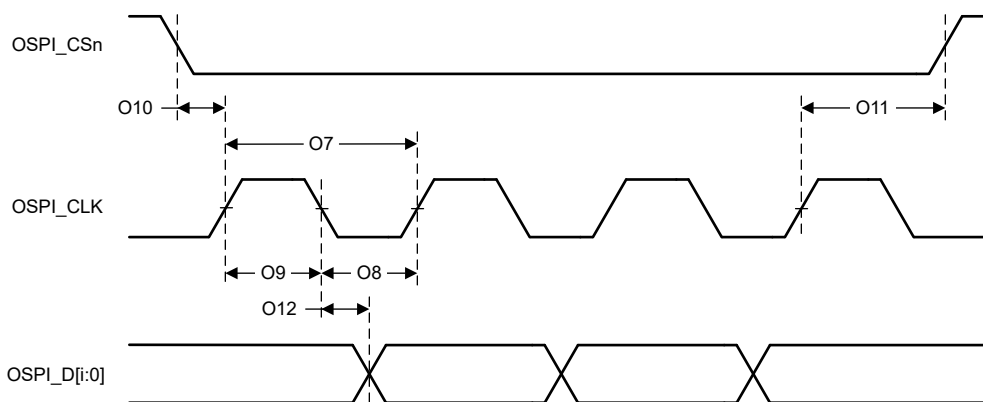 OSPI_CSn
O10
O11
O7
OSPI_CLK
O9
O8
O12
OSPI_D[i:0]